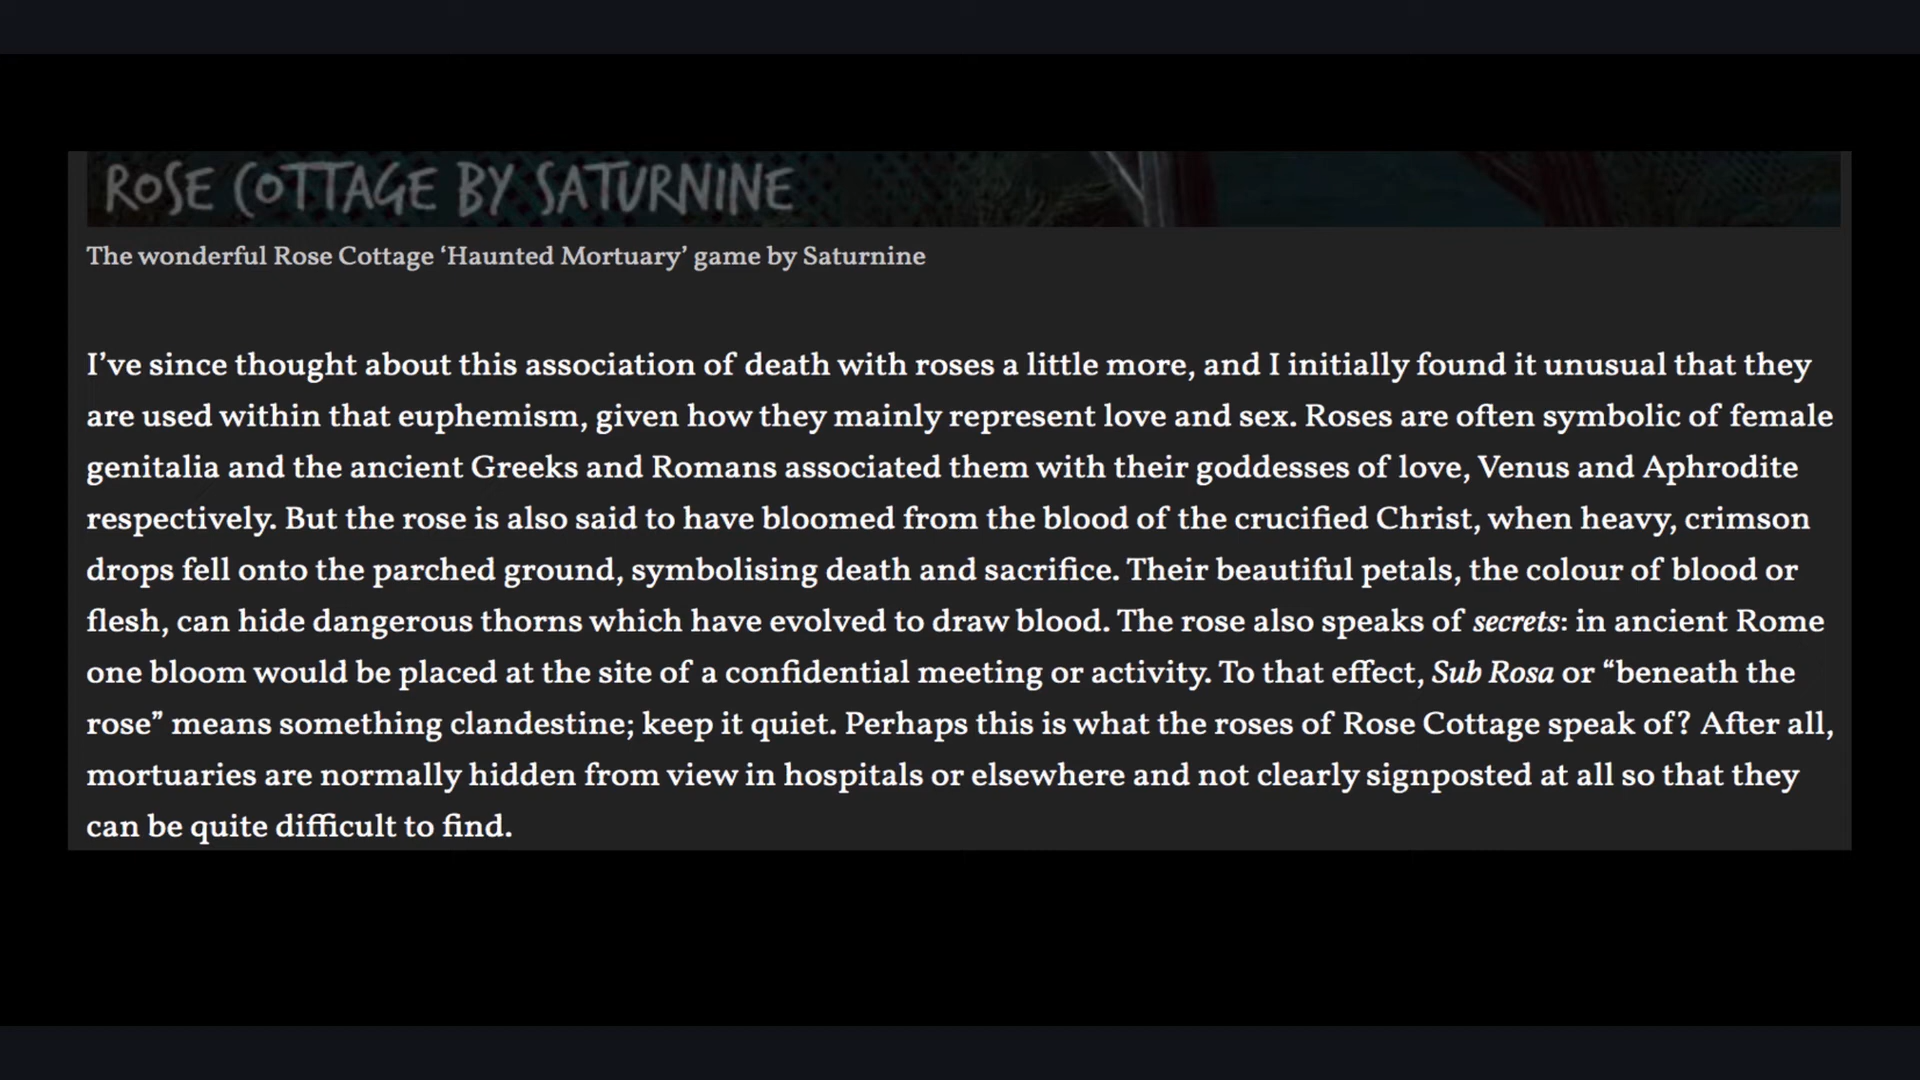 ROSE COTTAGE BY SATURNINE
The wonderful Rose Cottage ‘Haunted Mortuary’ game by Saturnine
I’ve since thought about this association of death with roses a little more, and I initially found it unusual that they
are used within that euphemism, given how they mainly represent love and sex. Roses are often symbolic of female
genitalia and the ancient Greeks and Romans associated them with their goddesses of love, Venus and Aphrodite
respectively. But the rose is also said to have bloomed from the blood of the crucified Christ, when heavy, crimson
drops fell onto the parched ground, symbolising death and sacrifice. Their beautiful petals, the colour of blood or
flesh, can hide dangerous thorns which have evolved to draw blood. The rose also speaks of secrets: in ancient Rome
one bloom would be placed at the site of a confidential meeting or activity. To that effect, Sub Rosa or “beneath the
rose” means something clandestine; keep it quiet. Perhaps this is what the roses of Rose Cottage speak of? After all,
mortuaries are normally hidden from view in hospitals or elsewhere and not clearly signposted at all so that they
can be quite difficult to find.